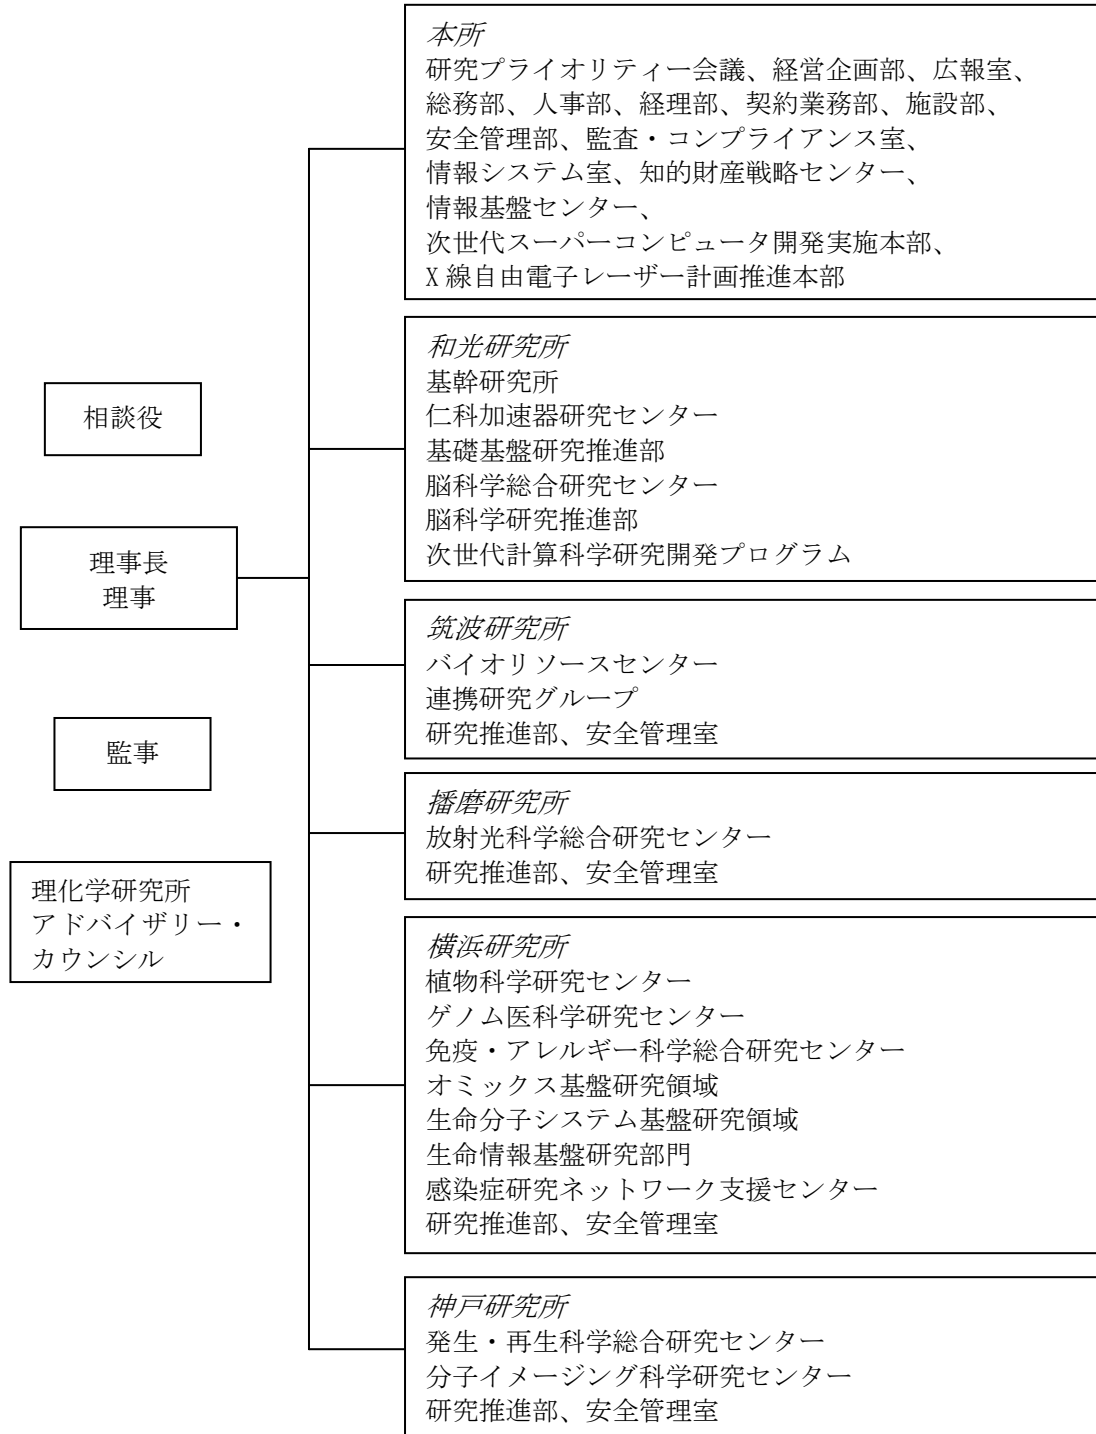 相談役
理事長
理事
監事
理化学研究所
アドバイザリー・
カウンシル
本所
研究プライオリティー会議、経営企画部、広報室、
総務部、人事部、経理部、契約業務部、施設部、
安全管理部、監査・コンプライアンス室、
情報システム室、知的財産戦略センター、
情報基盤センター、
次世代スーパーコンピュータ開発実施本部、
X線自由電子レーザー計画推進本部
和光研究所
基幹研究所
仁科加速器研究センター
基礎基盤研究推進部
脳科学総合研究センター
脳科学研究推進部
次世代計算科学研究開発プログラム
筑波研究所
バイオリソースセンター
連携研究グループ
研究推進部、安全管理室
播磨研究所
放射光科学総合研究センター
研究推進部、安全管理室
横浜研究所
植物科学研究センター
ゲノム医科学研究センター
免疫・アレルギー科学総合研究センター
オミックス基盤研究領域
生命分子システム基盤研究領域
生命情報基盤研究部門
感染症研究ネットワーク支援センター
研究推進部、安全管理室
神戸研究所
発生・再生科学総合研究センター
分子イメージング科学研究センター
研究推進部、安全管理室